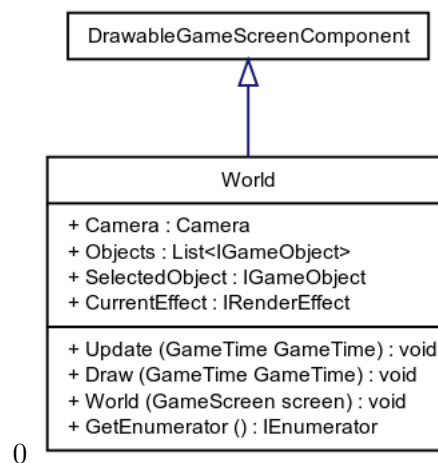 DrawableGameScreenComponent
World
+ Camera : Camera
+ Objects : List<IGameObject>
+ SelectedObject : IGameObject
+ CurrentEffect : IRenderEffect
+ Update (GameTime GameTime) : void
+ Draw (GameTime GameTime) : void
+ World (GameScreen screen) : void
+ GetEnumerator () : IEnumerator
0